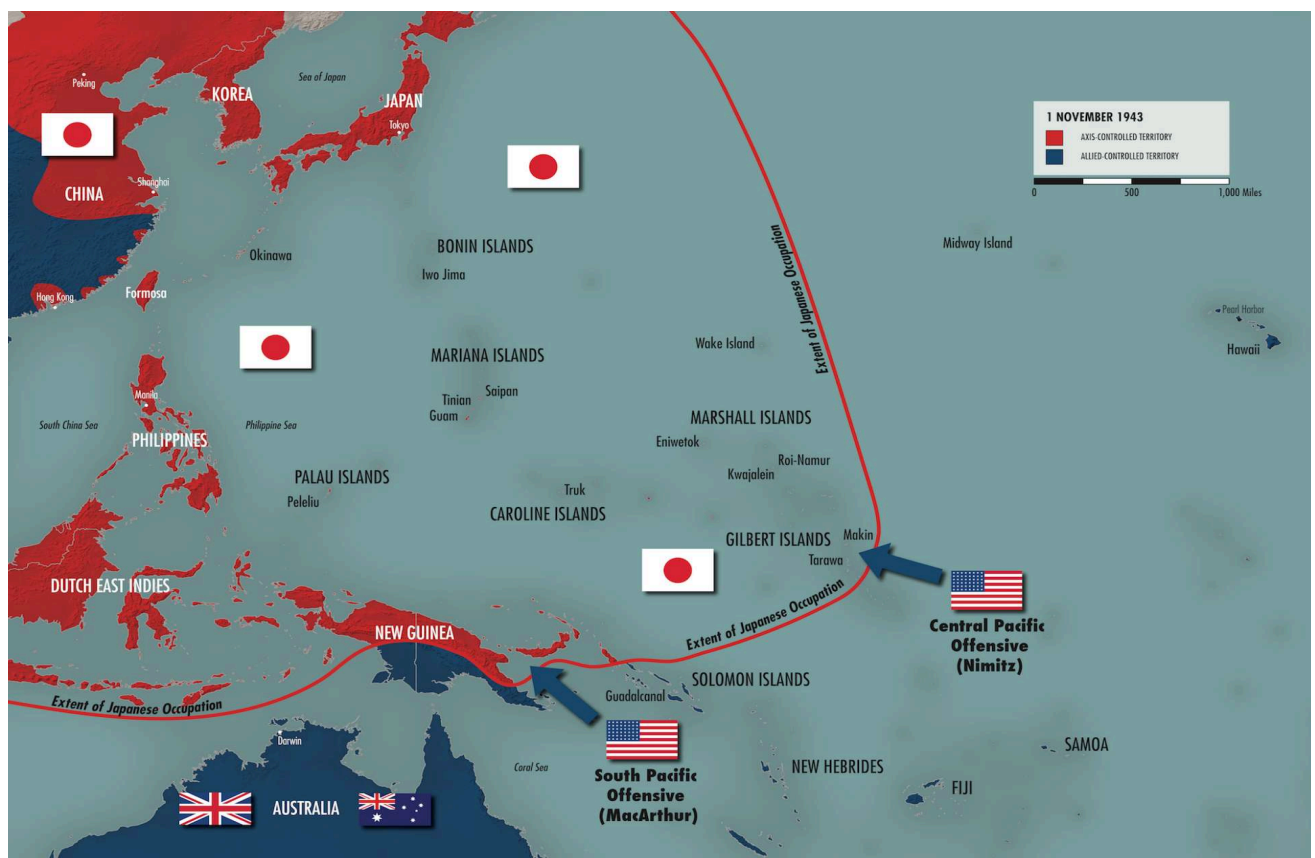 Peking
Sea of Japan
KOREA
JAPAN
Tokyo
1 NOVEMBER 1943
AXIS-CONTROLLED TERRITORY
ALLIED-CONTROLLED TERRITORY
0 500 1,000 Miles
CHINA
Shanghai
Extent of Japanese Occupation
Midway Island
Okinawa
BONIN ISLANDS
Iwo Jima
Hong Kong
Formosa
Pearl Harbor
Hawaii
Wake Island
MARIANA ISLANDS
Saipan
Tinian
Guam
Manila
South China Sea
PHILIPPINES
Philippine Sea
MARSHALL ISLANDS
Eniwetok
Roi-Namur
Kwajalein
PALAU ISLANDS
Peleliu
Truk
CAROLINE ISLANDS
GILBERT ISLANDS
Makin
Tarawa
DUTCH EAST INDIES
NEW GUINEA
Extent of Japanese Occupation
Central Pacific
Offensive
(Nimitz)
SOLOMON ISLANDS
Guadalcanal
Extent of Japanese Occupation
Darwin
Coral Sea
South Pacific
Offensive
(MacArthur)
NEW HEBRIDES
SAMOA
FIJI
AUSTRALIA